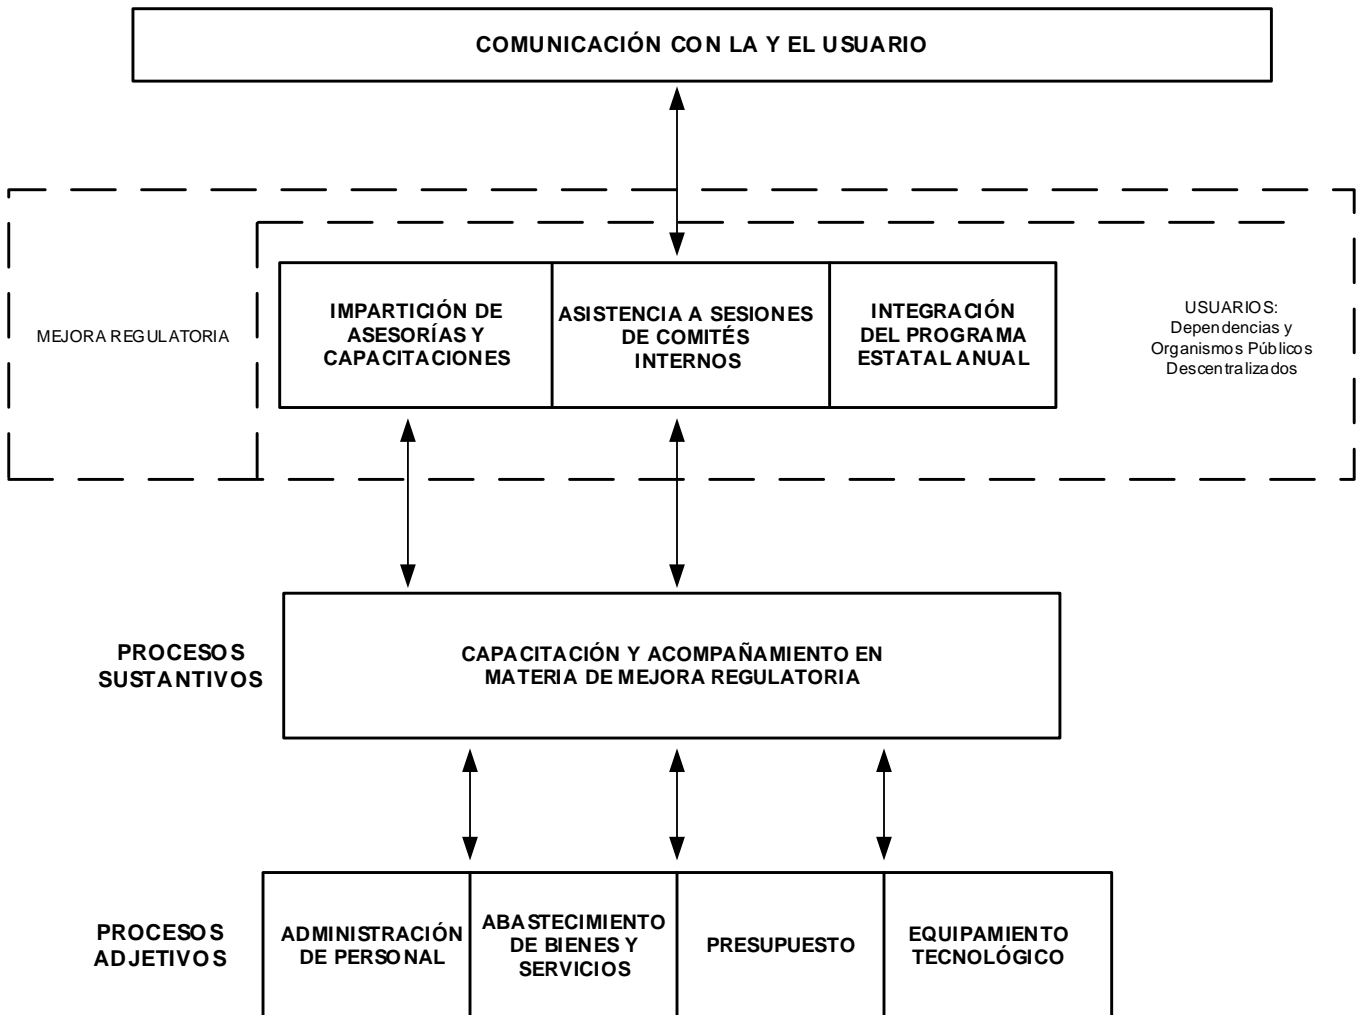 COMUNICACIÓN CON LA Y EL USUARIO
MEJORA REGULATORIA
IMPARTICIÓN DE
ASESORÍAS Y
CAPACITACIONES
ASISTENCIA A SESIONES
DE COMITÉS
INTERNOS
INTEGRACIÓN
DEL PROGRAMA
ESTATAL ANUAL
USUARIOS:
Dependencias y
Organismos Públicos
Descentralizados
PROCESOS
SUSTANTIVOS
CAPACITACIÓN Y ACOMPAÑAMIENTO EN
MATERIA DE MEJORA REGULATORIA
PROCESOS
ADJETIVOS
ADMINISTRACIÓN
DE PERSONAL
ABASTECIMIENTO
DE BIENES Y
SERVICIOS
PRESUPUESTO
EQUIPAMIENTO
TECNOLÓGICO